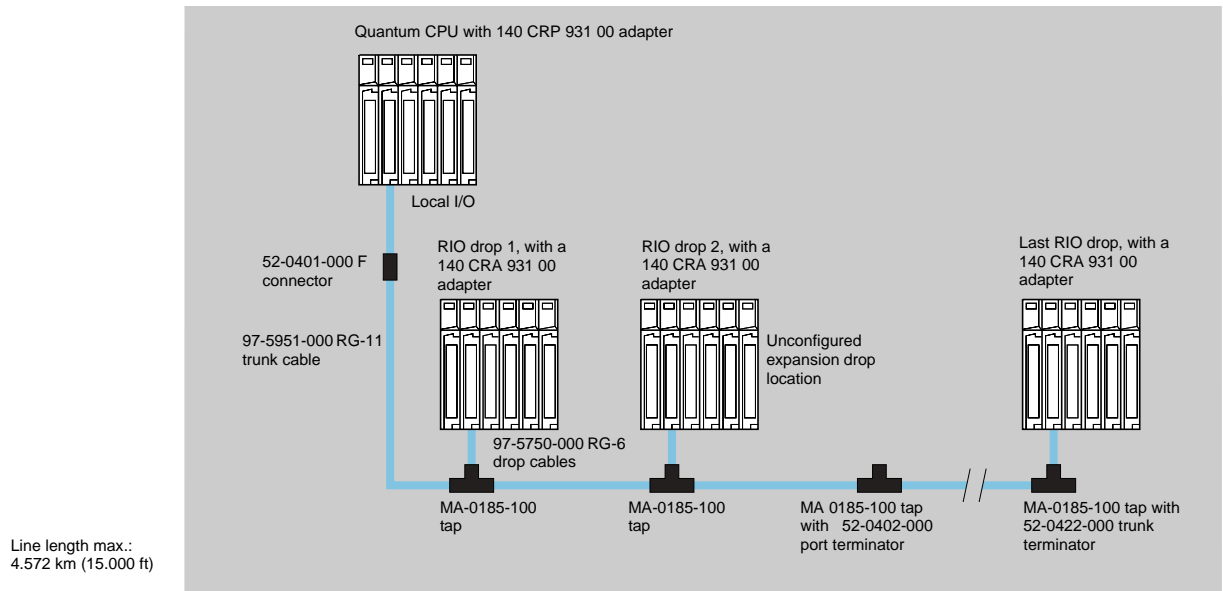 Quantum CPU with 140 CRP 931 00 adapter
Local I/O
52-0401-000 F
connector
97-5951-000 RG-11
trunk cable
RIO drop 1, with a
140 CRA 931 00
adapter
RIO drop 2, with a
140 CRA 931 00
adapter
Last RIO drop, with a
140 CRA 931 00
adapter
Unconfigured
expansion drop
location
97-5750-000 RG-6
drop cables
MA-0185-100
tap
MA-0185-100
tap
MA 0185-100 tap
with 52-0402-000
port terminator
MA-0185-100 tap with
52-0422-000 trunk
terminator
Line length max.:
4.572 km (15.000 ft)